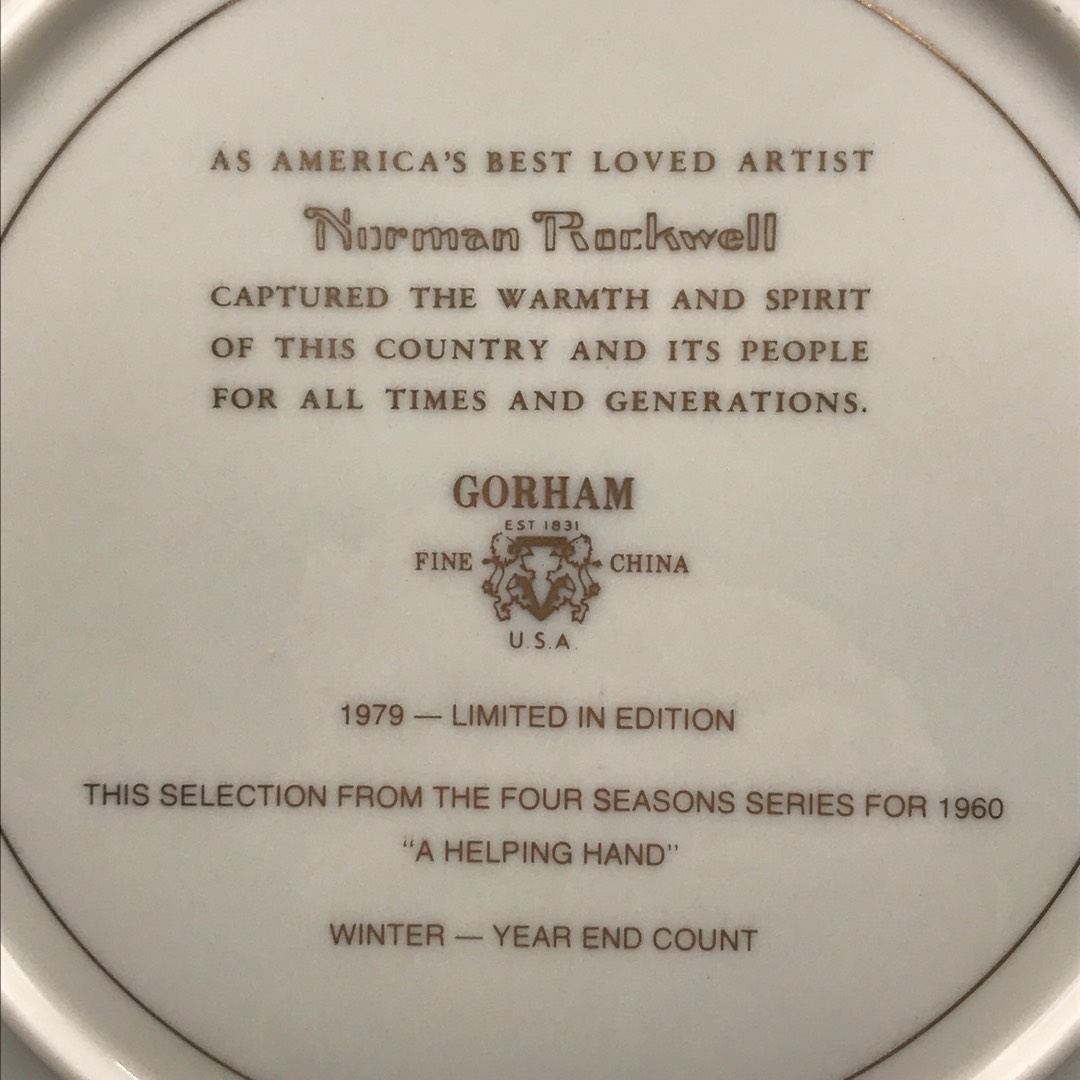 AS AMERICA'S BEST LOVED ARTIST
Norman Rockwell
CAPTURED THE WARMTH AND SPIRIT
OF THIS COUNTRY AND ITS PEOPLE
FOR ALL TIMES AND GENERATIONS.
GORHAM
EST 1831
FINE CHINA
U.S.A.
1979 — LIMITED IN EDITION
THIS SELECTION FROM THE FOUR SEASONS SERIES FOR 1960
“A HELPING HAND”
WINTER — YEAR END COUNT